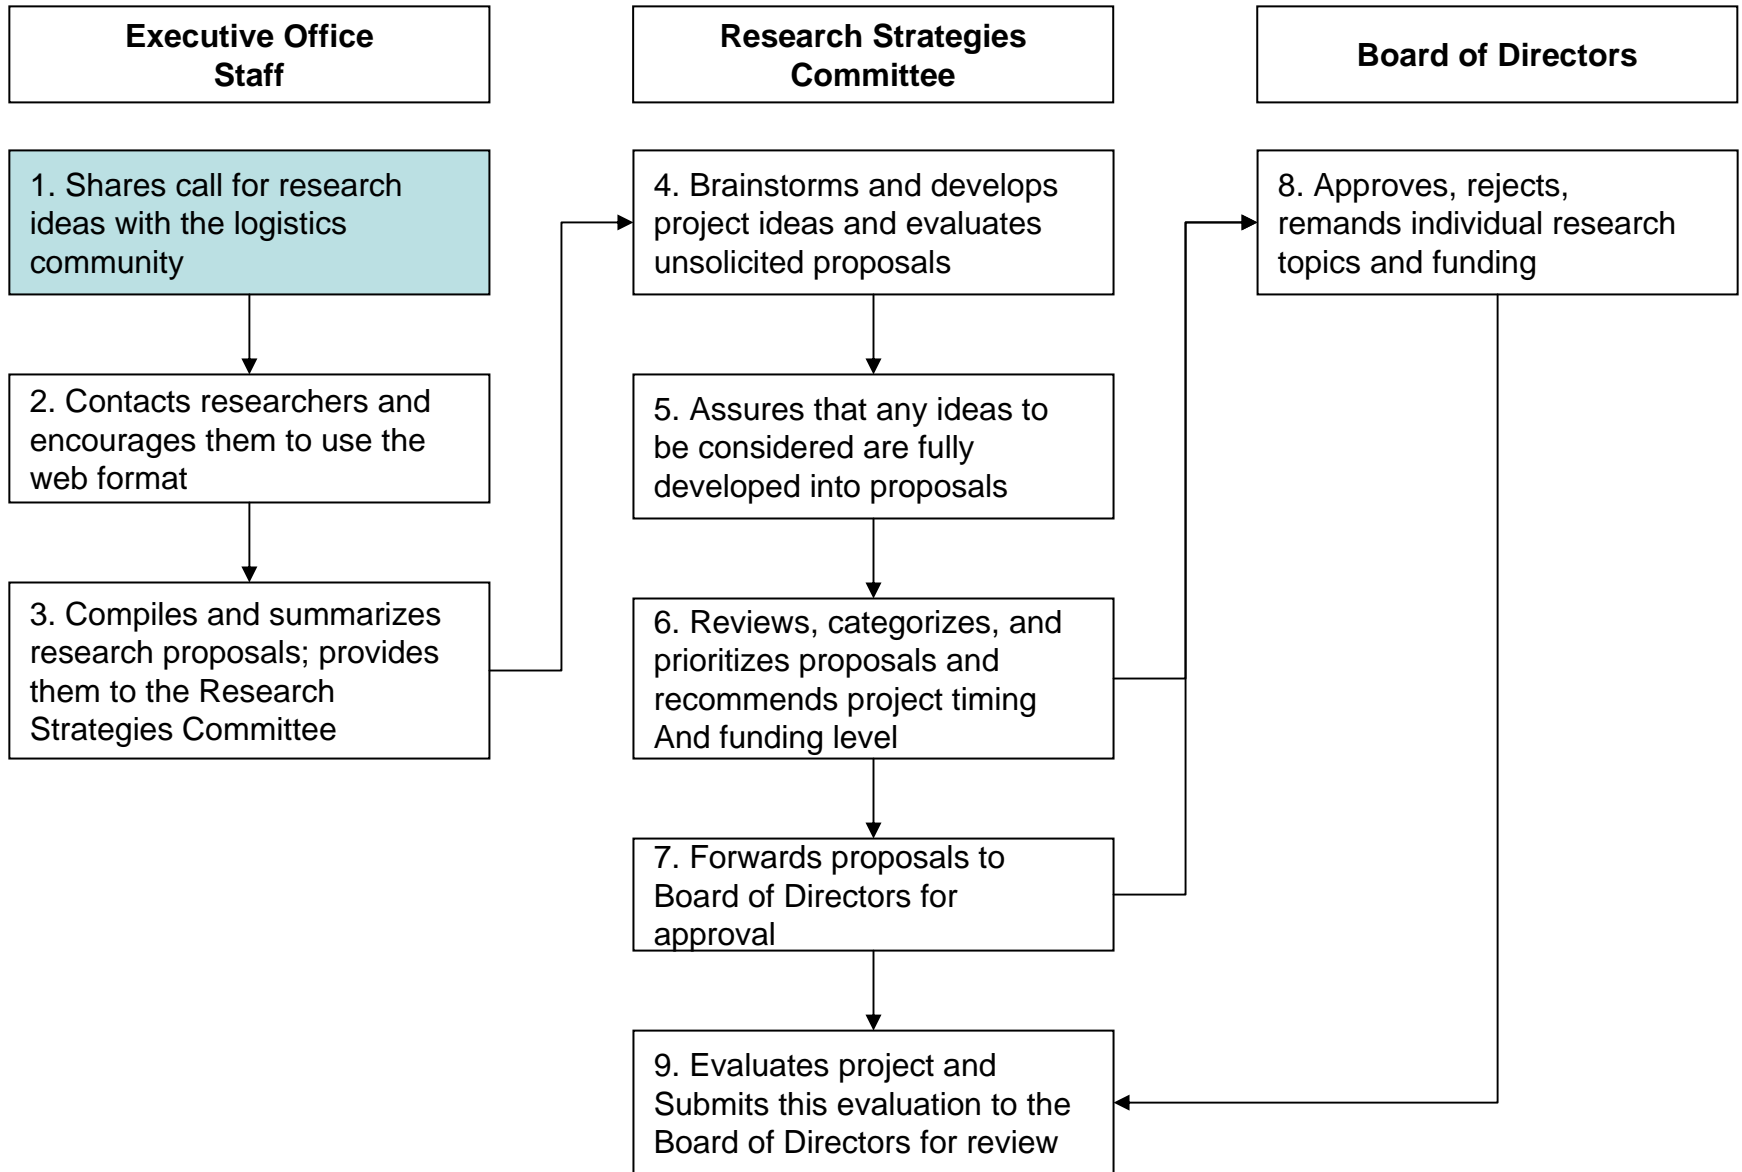 Executive Office
Staff
Research Strategies
Committee
Board of Directors
1. Shares call for research
ideas with the logistics
community
2. Contacts researchers and
encourages them to use the
web format
3. Compiles and summarizes
research proposals; provides
them to the Research
Strategies Committee
4. Brainstorms and develops
project ideas and evaluates
unsolicited proposals
5. Assures that any ideas to
be considered are fully
developed into proposals
6. Reviews, categorizes, and
prioritizes proposals and
recommends project timing
And funding level
7. Forwards proposals to
Board of Directors for
approval
8. Approves, rejects,
remands individual research
topics and funding
9. Evaluates project and
Submits this evaluation to the
Board of Directors for review